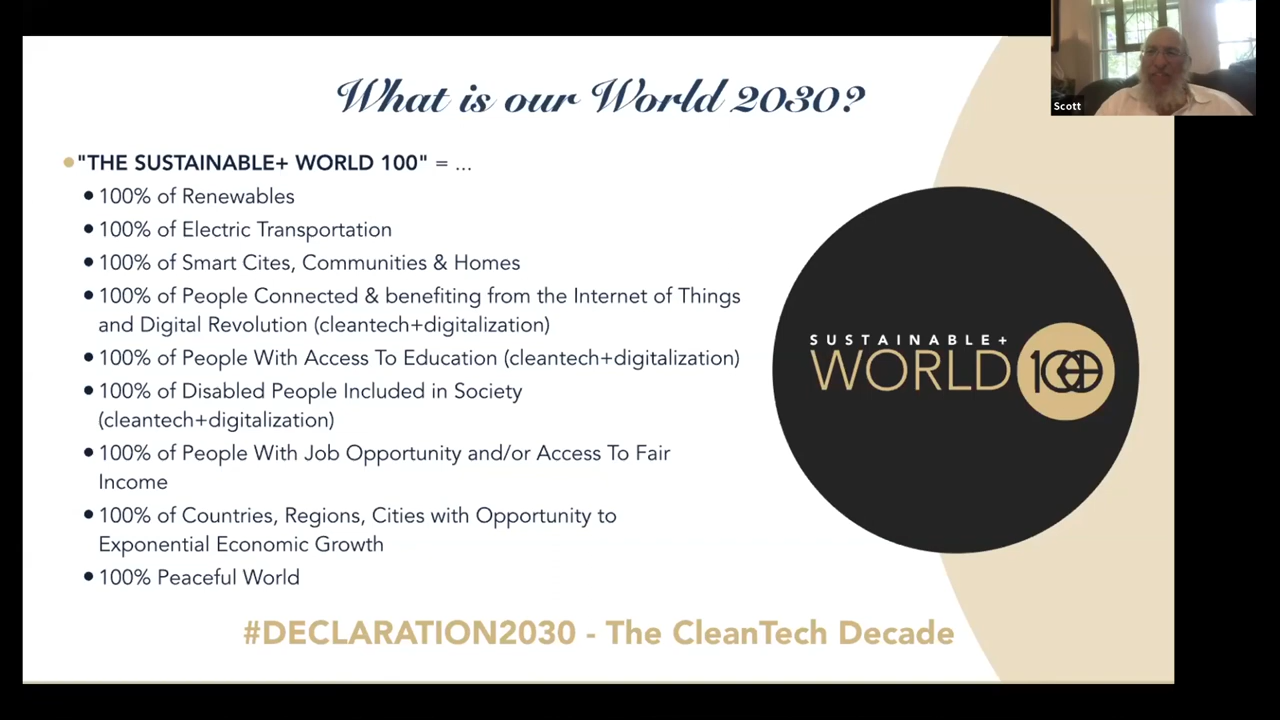 What is our World 2030?
Scott
• "THE SUSTAINABLE+ WORLD 100" = ...
• 100% of Renewables
• 100% of Electric Transportation
• 100% of Smart Cites, Communities & Homes
• 100% of People Connected & benefiting from the Internet of Things
and Digital Revolution (cleantech+digitalization)
• 100% of People With Access To Education (cleantech+digitalization)
• 100% of Disabled People Included in Society
(cleantech+digitalization)
• 100% of People With Job Opportunity and/or Access To Fair
Income
• 100% of Countries, Regions, Cities with Opportunity to
Exponential Economic Growth
• 100% Peaceful World
SUSTAINABLE+
WORLD 100
#DECLARATION2030 - The CleanTech Decade